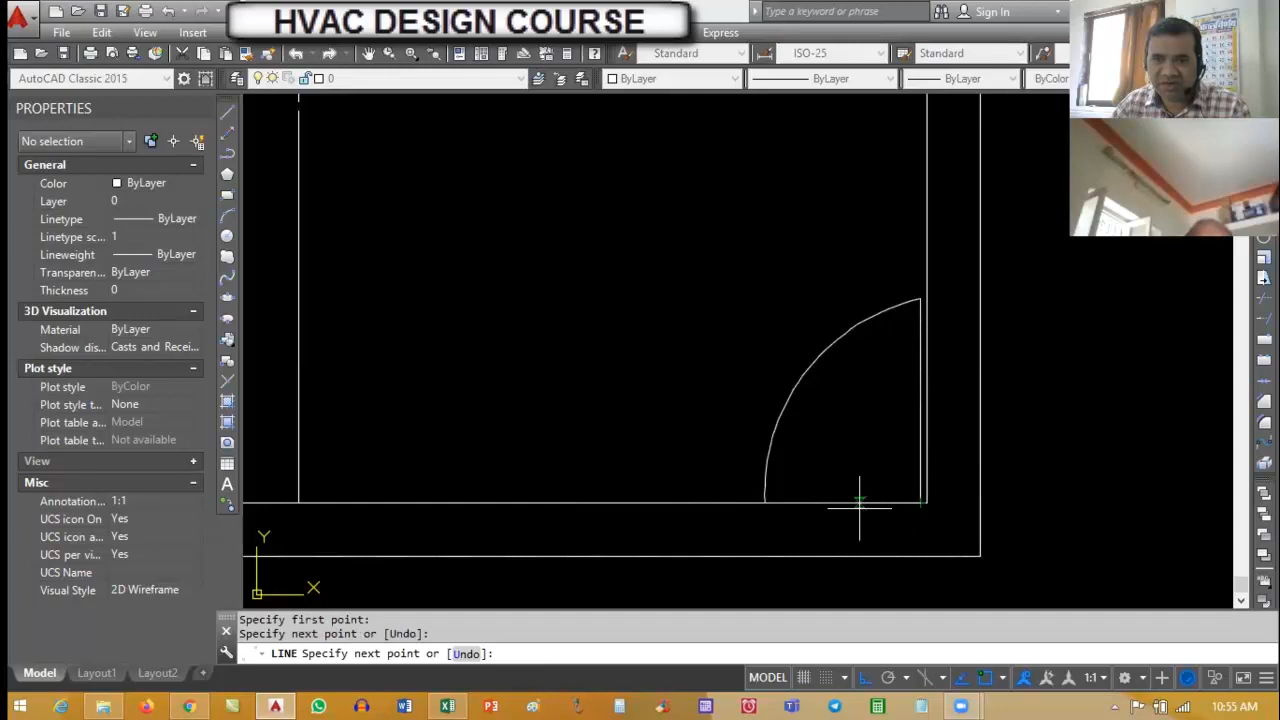 HVAC DESIGN COURSE
Type a keyword or phrase
Sign In
File
Edit
View
Insert
Express
Standard
ISO-25
Standard
AutoCAD Classic 2015
0
ByLayer
ByLayer
ByLayer
ByColor
PROPERTIES
No selection
General
Color ByLayer
Layer 0
Linetype ByLayer
Linetype sc... 1
Lineweight ByLayer
Transparen... ByLayer
Thickness 0
3D Visualization
Material ByLayer
Shadow dis... Casts and Recei...
Plot style
Plot style ByColor
Plot style t... None
Plot table a... Model
Plot table t... Not available
View
Misc
Annotation... 1:1
UCS icon On Yes
UCS icon a... Yes
UCS per vi... Yes
UCS Name
Visual Style 2D Wireframe
A
Y
X
Specify first point:
Specify next point or [Undo]:
LINE Specify next point or [Undo]:
Model
Layout1
Layout2
MODEL
1:1
10:55 AM